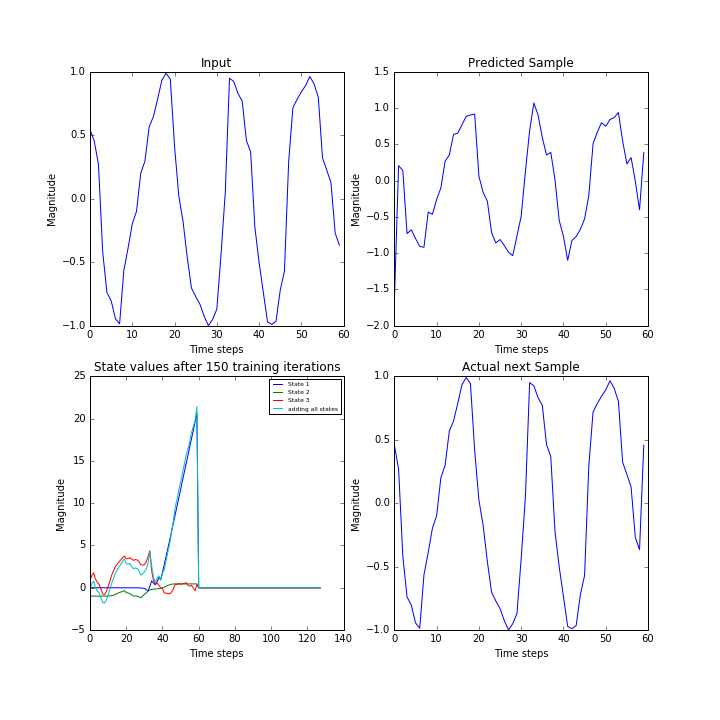 Input
Magnitude
1.0
0.5
0.0
−0.5
−1.0
0 10 20 30 40 50 60
Time steps
Predicted Sample
Magnitude
1.5
1.0
0.5
0.0
−0.5
−1.0
−1.5
−2.0
0 10 20 30 40 50 60
Time steps
State values after 150 training iterations
Magnitude
25
20
15
10
5
0
−5
State 1
State 2
State 3
adding all states
0 20 40 60 80 100 120 140
Time steps
Actual next Sample
Magnitude
1.0
0.5
0.0
−0.5
−1.0
0 10 20 30 40 50 60
Time steps